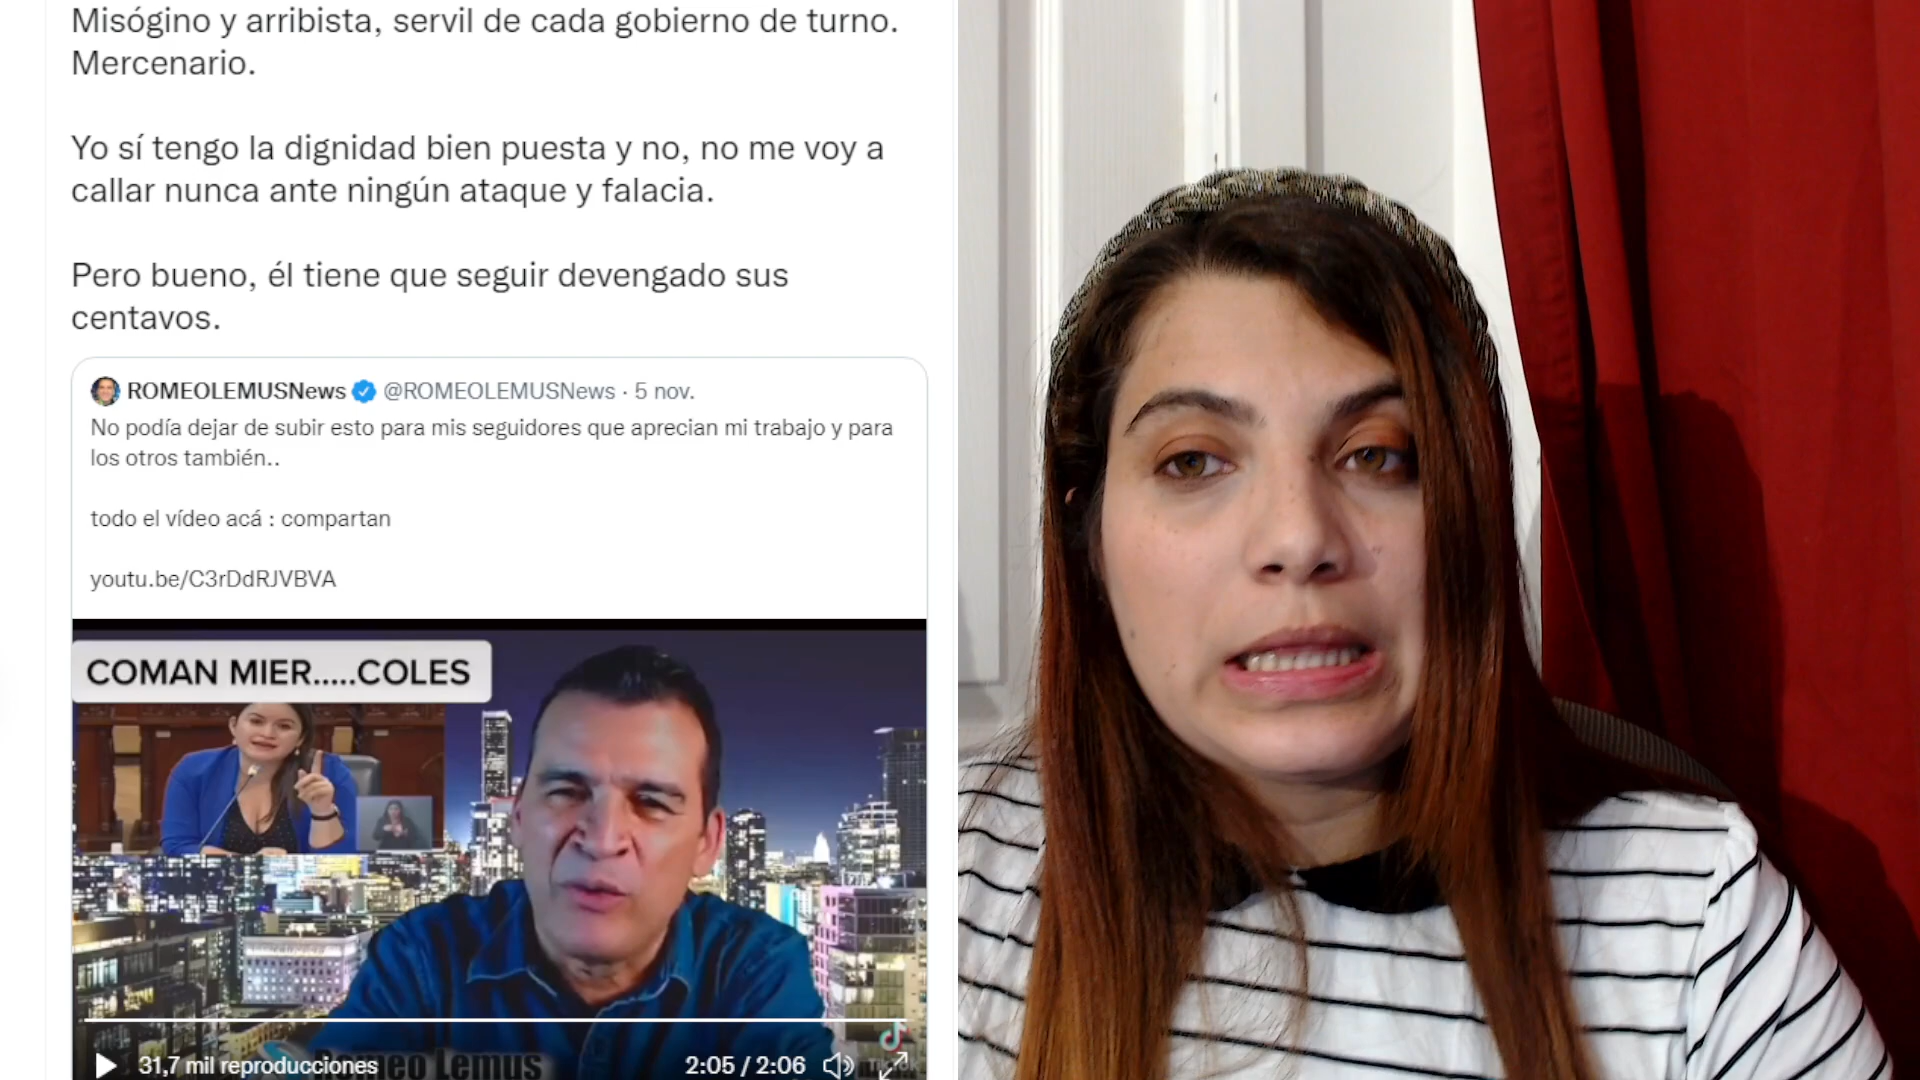 Misógino y arribista, servil de cada gobierno de turno.
Mercenario.
Yo sí tengo la dignidad bien puesta y no, no me voy a
callar nunca ante ningún ataque y falacia.
Pero bueno, él tiene que seguir devengado sus
centavos.
ROMEOLEMUSNews @ROMEOLEMUSNews · 5 nov.
No podía dejar de subir esto para mis seguidores que aprecian mi trabajo y para
los otros también..
todo el vídeo acá : compartan
youtu.be/C3rDdRJVBVA
COMAN MIER.....COLES
Romeo Lemus
31,7 mil reproducciones
2:05 / 2:06